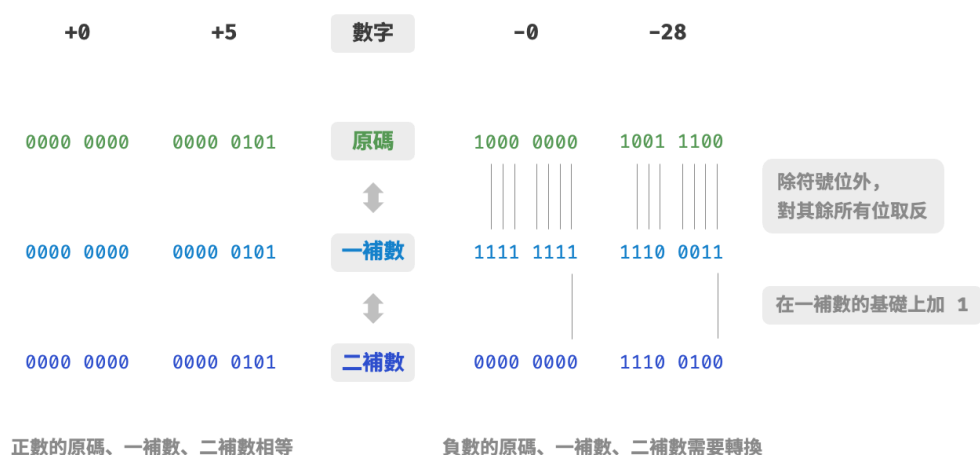 +0 +5 數字 -0 -28
0000 0000 0000 0101 原碼 1000 0000 1001 1100
除符號位外，
對其餘所有位取反
0000 0000 0000 0101 一補數 1111 1111 1110 0011
在一補數的基礎上加 1
0000 0000 0000 0101 二補數 0000 0000 1110 0100
正數的原碼、一補數、二補數相等 負數的原碼、一補數、二補數需要轉換